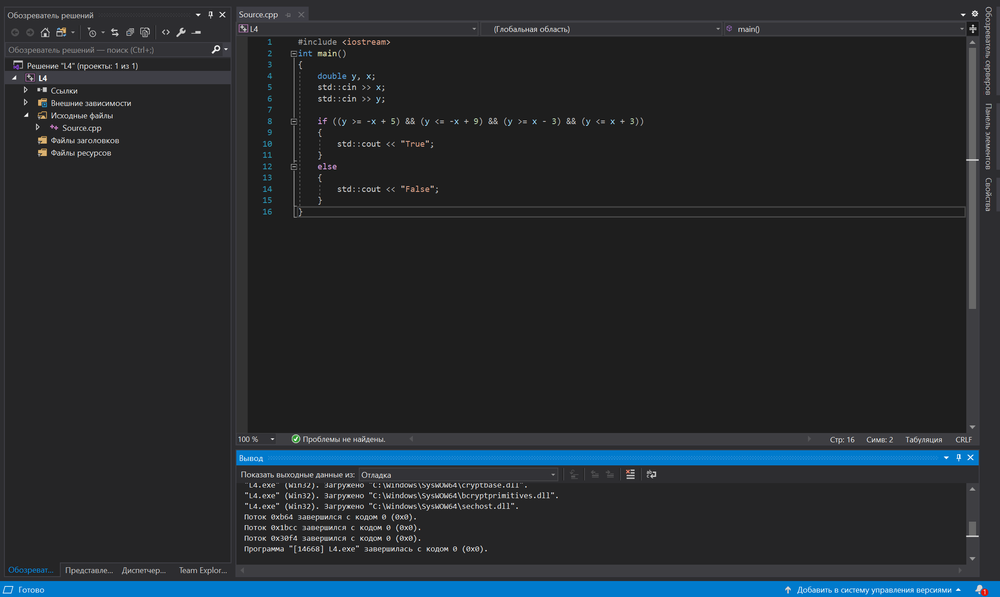 Обозреватель решений
Обозреватель решений — поиск (Ctrl+;)
Решение "L4" (проекты: 1 из 1)
L4
Ссылки
Внешние зависимости
Исходные файлы
Source.cpp
Файлы заголовков
Файлы ресурсов
Обозреват...
Представле...
Диспетчер...
Team Explor...
Source.cpp
L4
(Глобальная область)
main()
1 #include <iostream>
2 int main()
3 {
4 double y, x;
5 std::cin >> x;
6 std::cin >> y;
7
8 if ((y >= -x + 5) && (y <= -x + 9) && (y >= x - 3) && (y <= x + 3))
9 {
10 std::cout << "True";
11 }
12 else
13 {
14 std::cout << "False";
15 }
16 }
100 %
Проблемы не найдены.
Стр: 16
Симв: 2
Табуляция
CRLF
Вывод
Показать выходные данные из: Отладка
"L4.exe" (Win32). Загружено "C:\Windows\SysWOW64\cryptbase.dll".
"L4.exe" (Win32). Загружено "C:\Windows\SysWOW64\bcryptprimitives.dll".
"L4.exe" (Win32). Загружено "C:\Windows\SysWOW64\sechost.dll".
Поток 0xb64 завершился с кодом 0 (0x0).
Поток 0x1bcc завершился с кодом 0 (0x0).
Поток 0x30f4 завершился с кодом 0 (0x0).
Программа "[14668] L4.exe" завершилась с кодом 0 (0x0).
Обозреватель серверов
Панель элементов
Свойства
Готово
Добавить в систему управления версиями
1